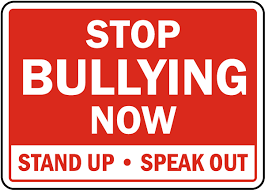 STOP
BULLYING
NOW
STAND UP • SPEAK OUT